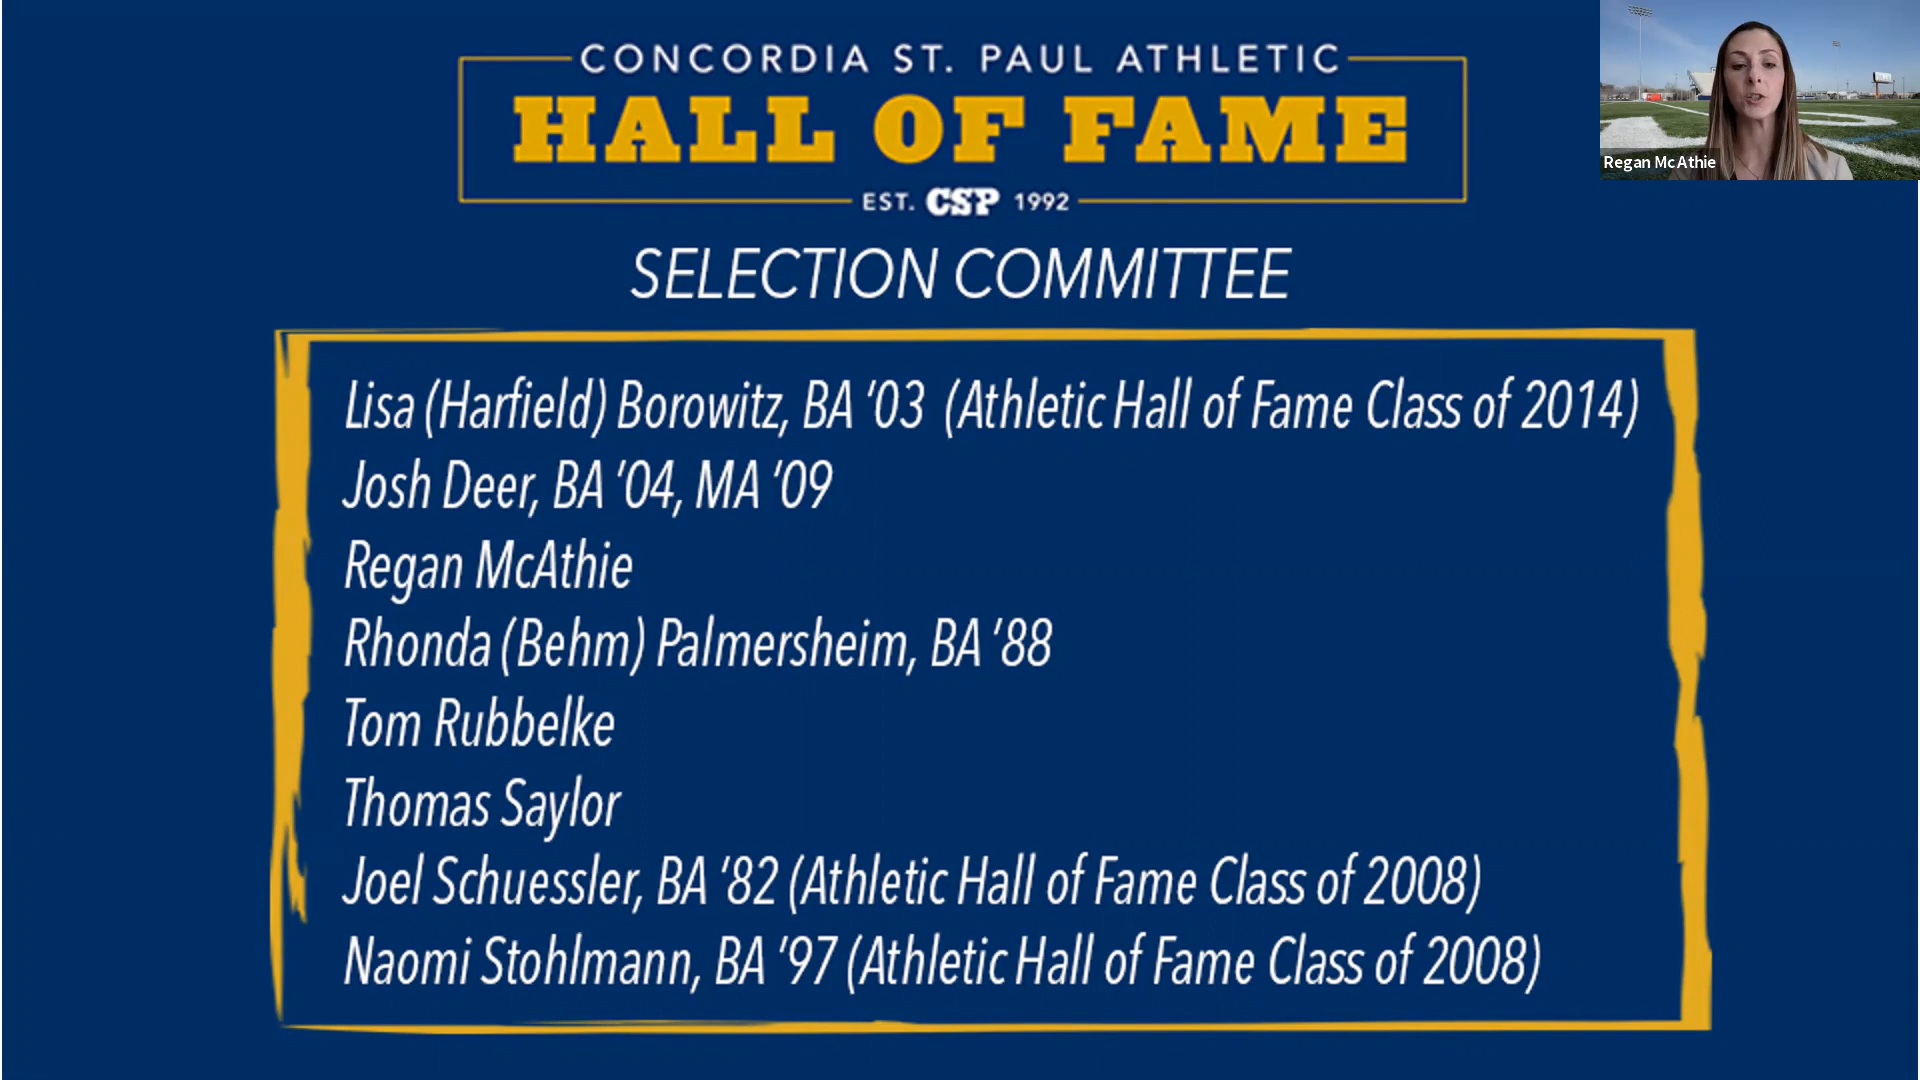 CONCORDIA ST. PAUL ATHLETIC
HALL OF FAME
EST. CSP 1992
Regan McAthie
SELECTION COMMITTEE
Lisa (Harfield) Borowitz, BA ‘03 (Athletic Hall of Fame Class of 2014)
Josh Deer, BA ‘04, MA ‘09
Regan McAthie
Rhonda (Behm) Palmersheim, BA ‘88
Tom Rubbelke
Thomas Saylor
Joel Schuessler, BA ‘82 (Athletic Hall of Fame Class of 2008)
Naomi Stohlmann, BA ‘97 (Athletic Hall of Fame Class of 2008)